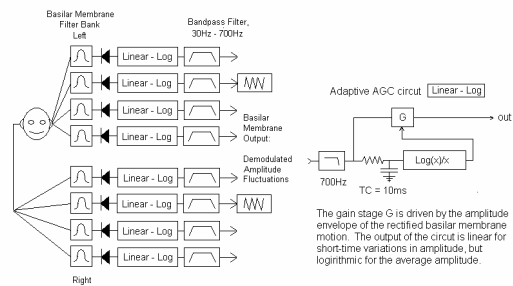 Basilar Membrane
Filter Bank
Left
Bandpass Filter,
30Hz - 700Hz
Linear - Log
Linear - Log
Linear - Log
Linear - Log
Basilar
Membrane
Output:
Demodulated
Amplitude
Fluctuations
Linear - Log
Linear - Log
Linear - Log
Linear - Log
Right
Adaptive AGC circut
Linear - Log
G
out
700Hz
Log(x)/x
TC = 10ms
The gain stage G is driven by the amplitude
envelope of the rectified basilar membrane
motion. The output of the circut is linear for
short-time variations in amplitude, but
logirithmic for the average amplitude.